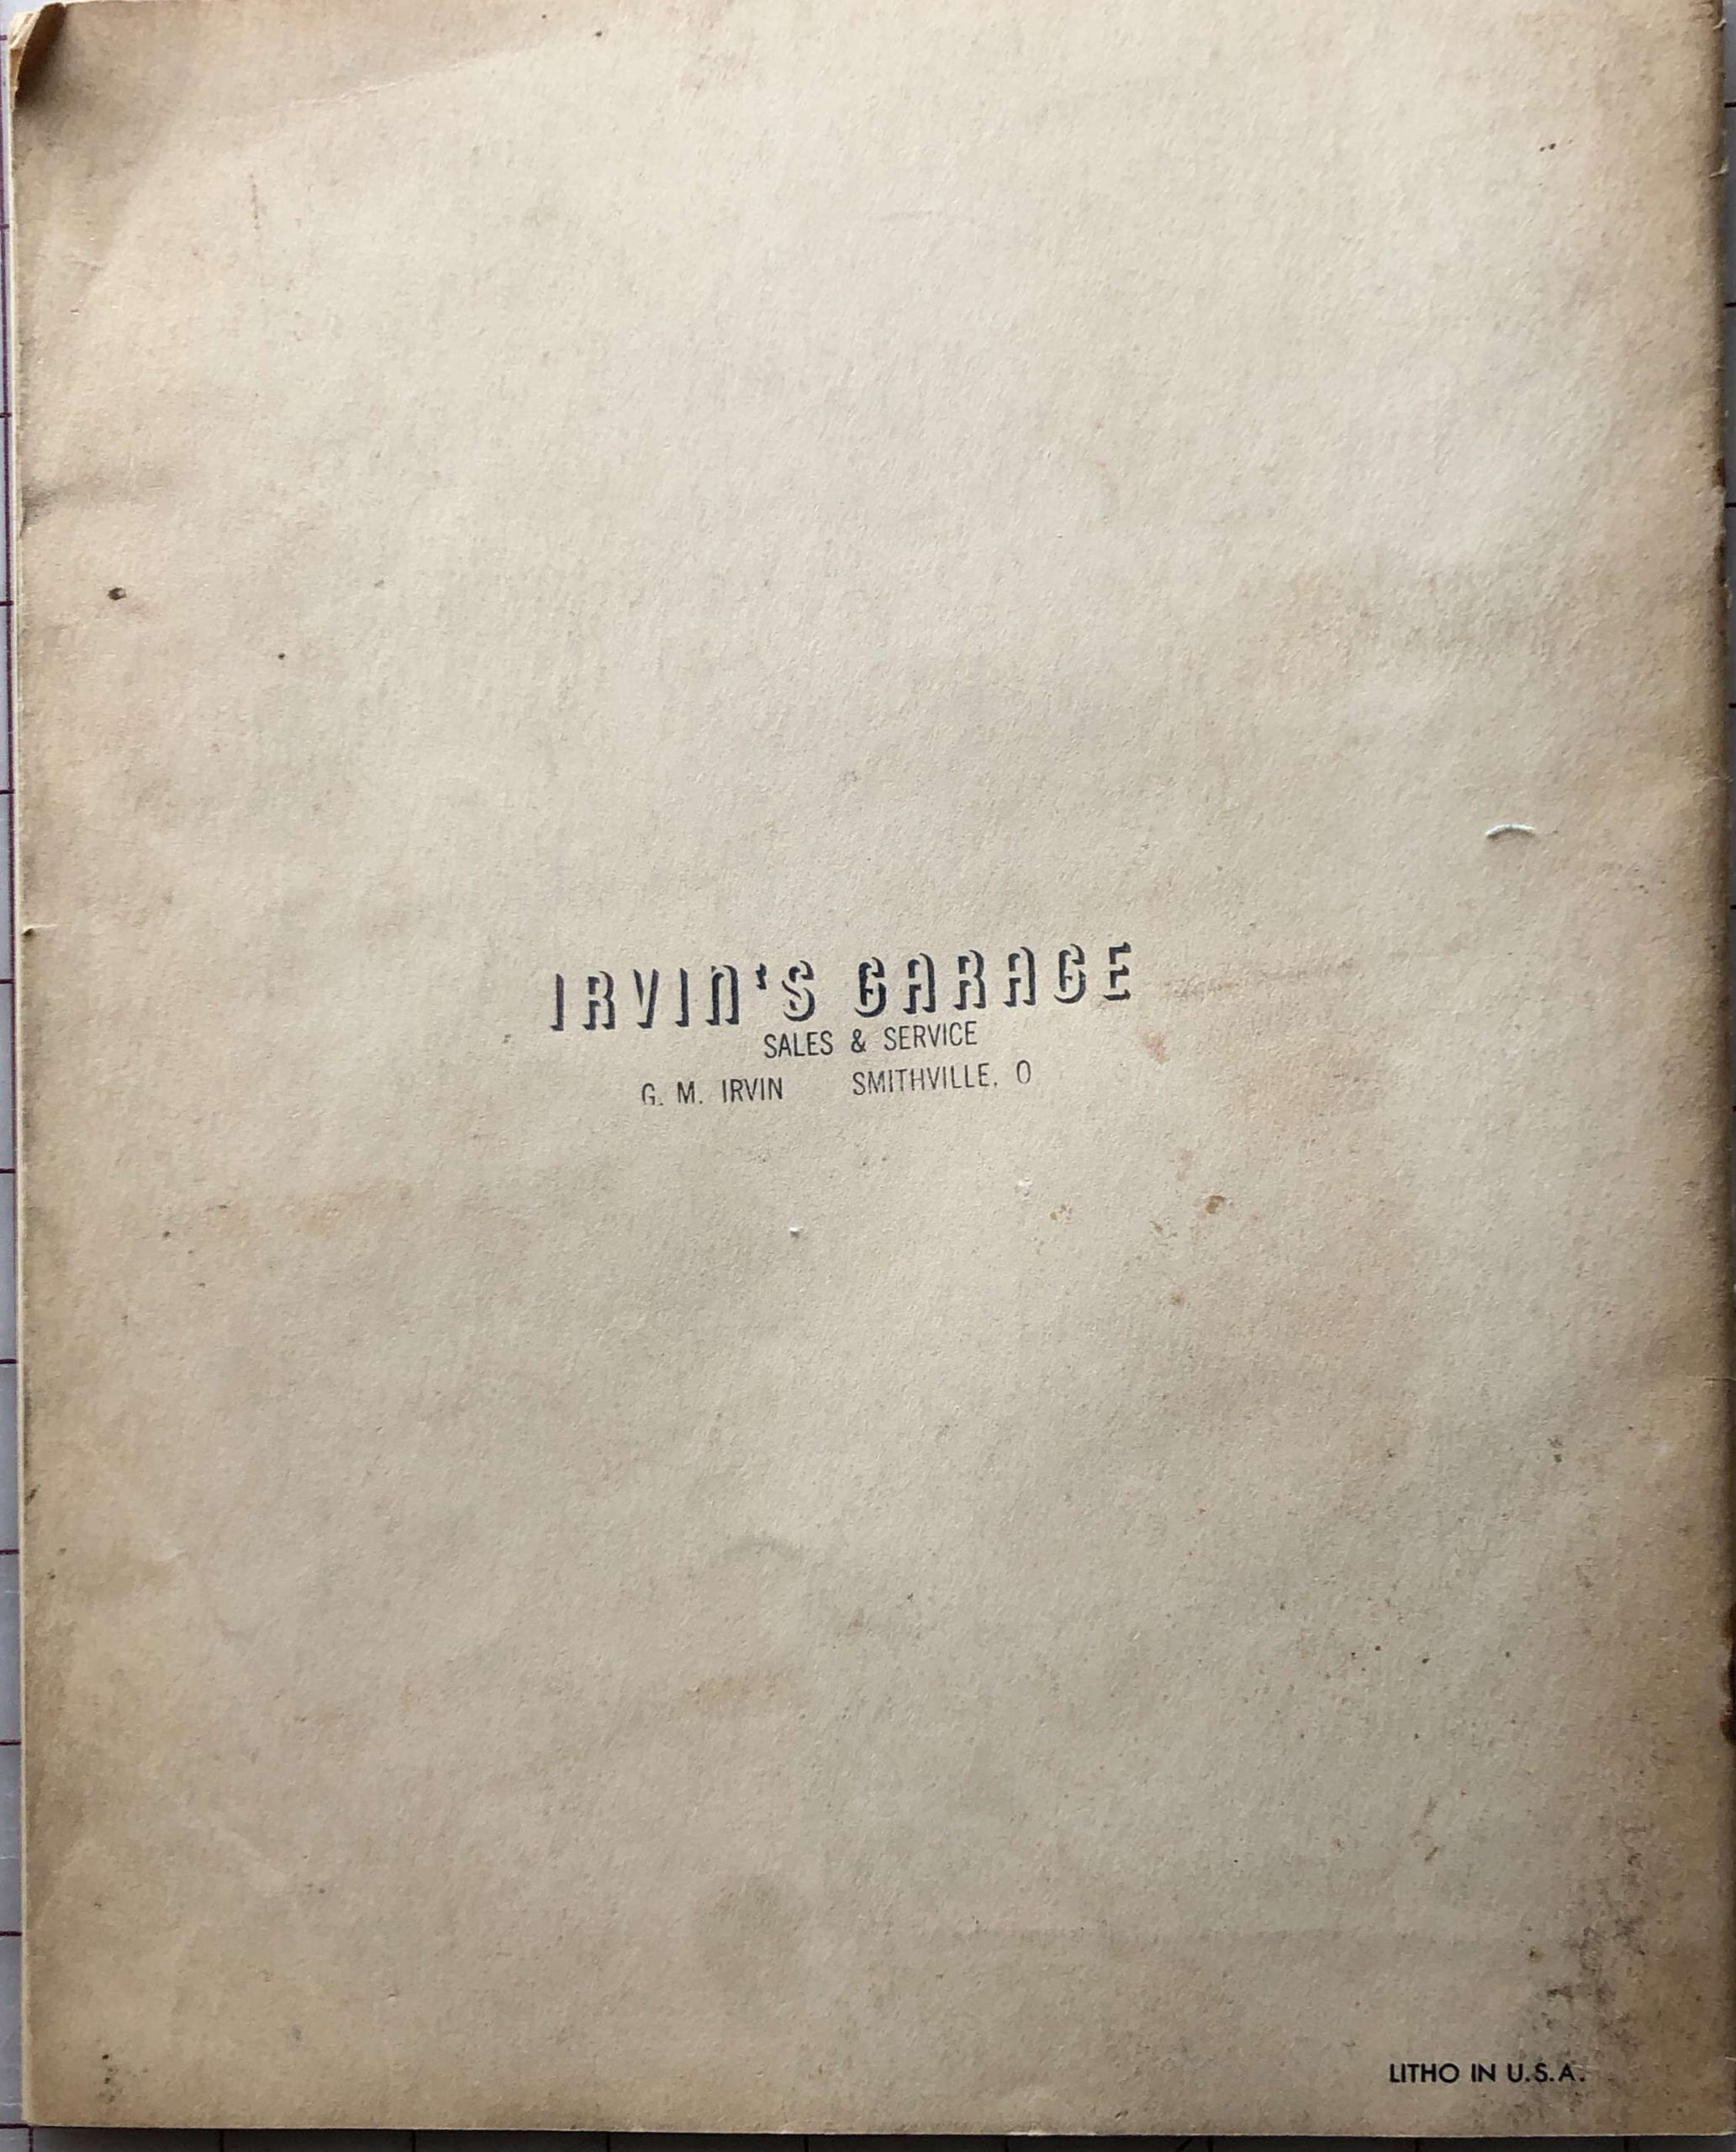 IRVIN'S GARAGE
SALES & SERVICE
G. M. IRVIN SMITHVILLE, O
LITHO IN U.S.A.